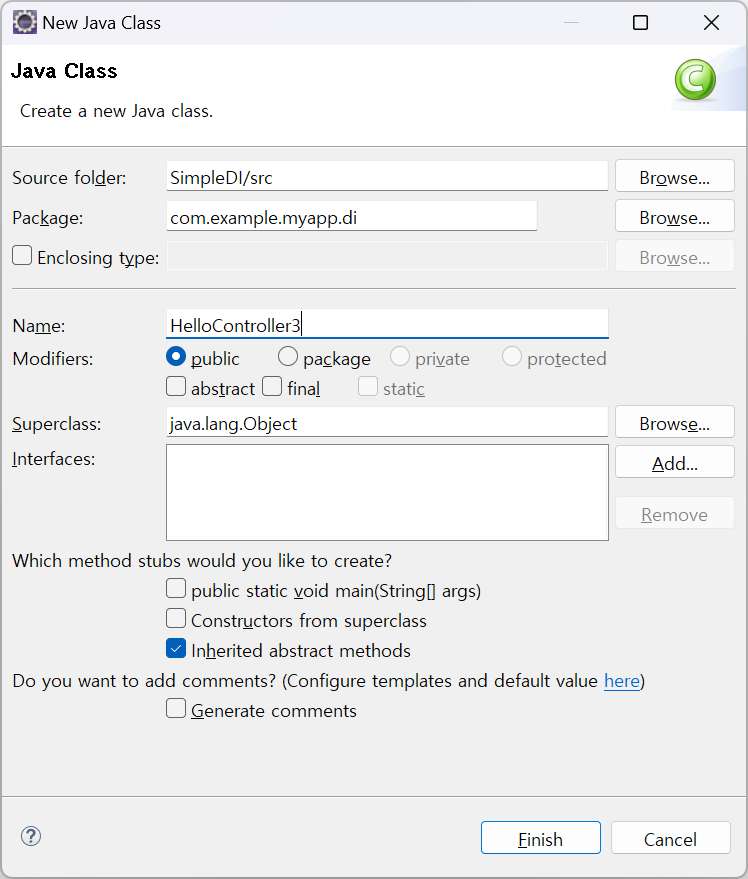 New Java Class
Java Class
Create a new Java class.
Source folder: SimpleDI/src Browse...
Package: com.example.myapp.di Browse...
Enclosing type: Browse...
Name: HelloController3
Modifiers: public package private protected
abstract final static
Superclass: java.lang.Object Browse...
Interfaces: Add...
Remove
Which method stubs would you like to create?
public static void main(String[] args)
Constructors from superclass
Inherited abstract methods
Do you want to add comments? (Configure templates and default value here)
Generate comments
? Finish Cancel